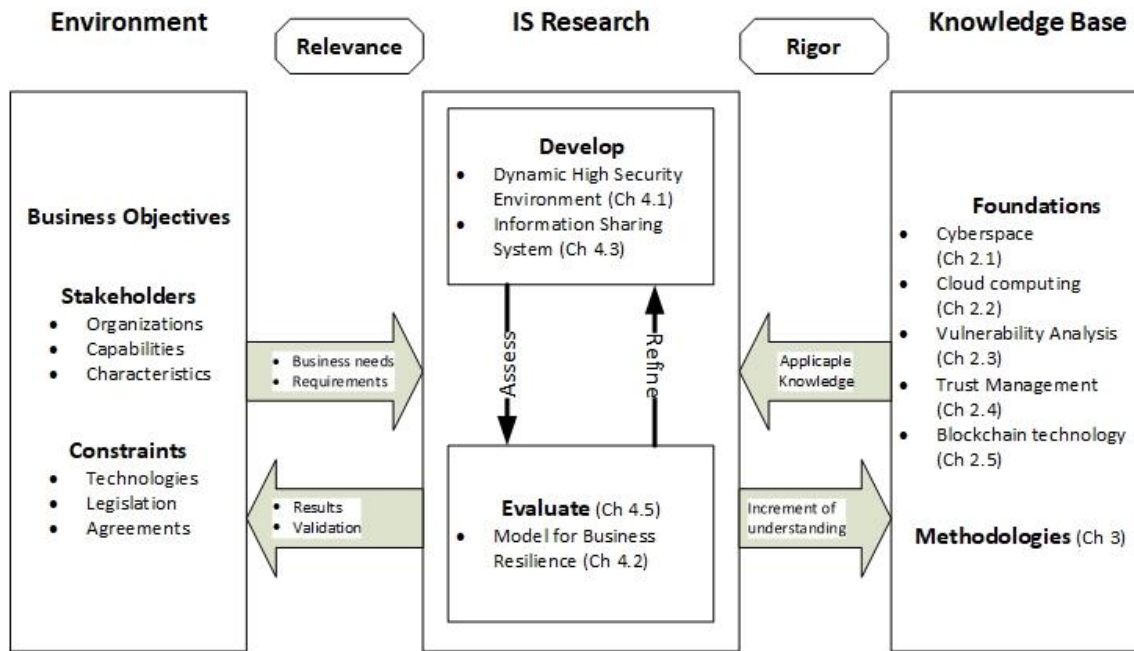 Environment
Relevance
IS Research
Rigor
Knowledge Base
Business Objectives
Stakeholders
• Organizations
• Capabilities
• Characteristics
Constraints
• Technologies
• Legislation
• Agreements
• Business needs
• Requirements
• Results
• Validation
Develop
• Dynamic High Security
Environment (Ch 4.1)
• Information Sharing
System (Ch 4.3)
Assess
Refine
Evaluate (Ch 4.5)
• Model for Business
Resilience (Ch 4.2)
Applicaple
Knowledge
Increment of
understanding
Foundations
• Cyberspace
(Ch 2.1)
• Cloud computing
(Ch 2.2)
• Vulnerability Analysis
(Ch 2.3)
• Trust Management
(Ch 2.4)
• Blockchain technology
(Ch 2.5)
Methodologies (Ch 3)